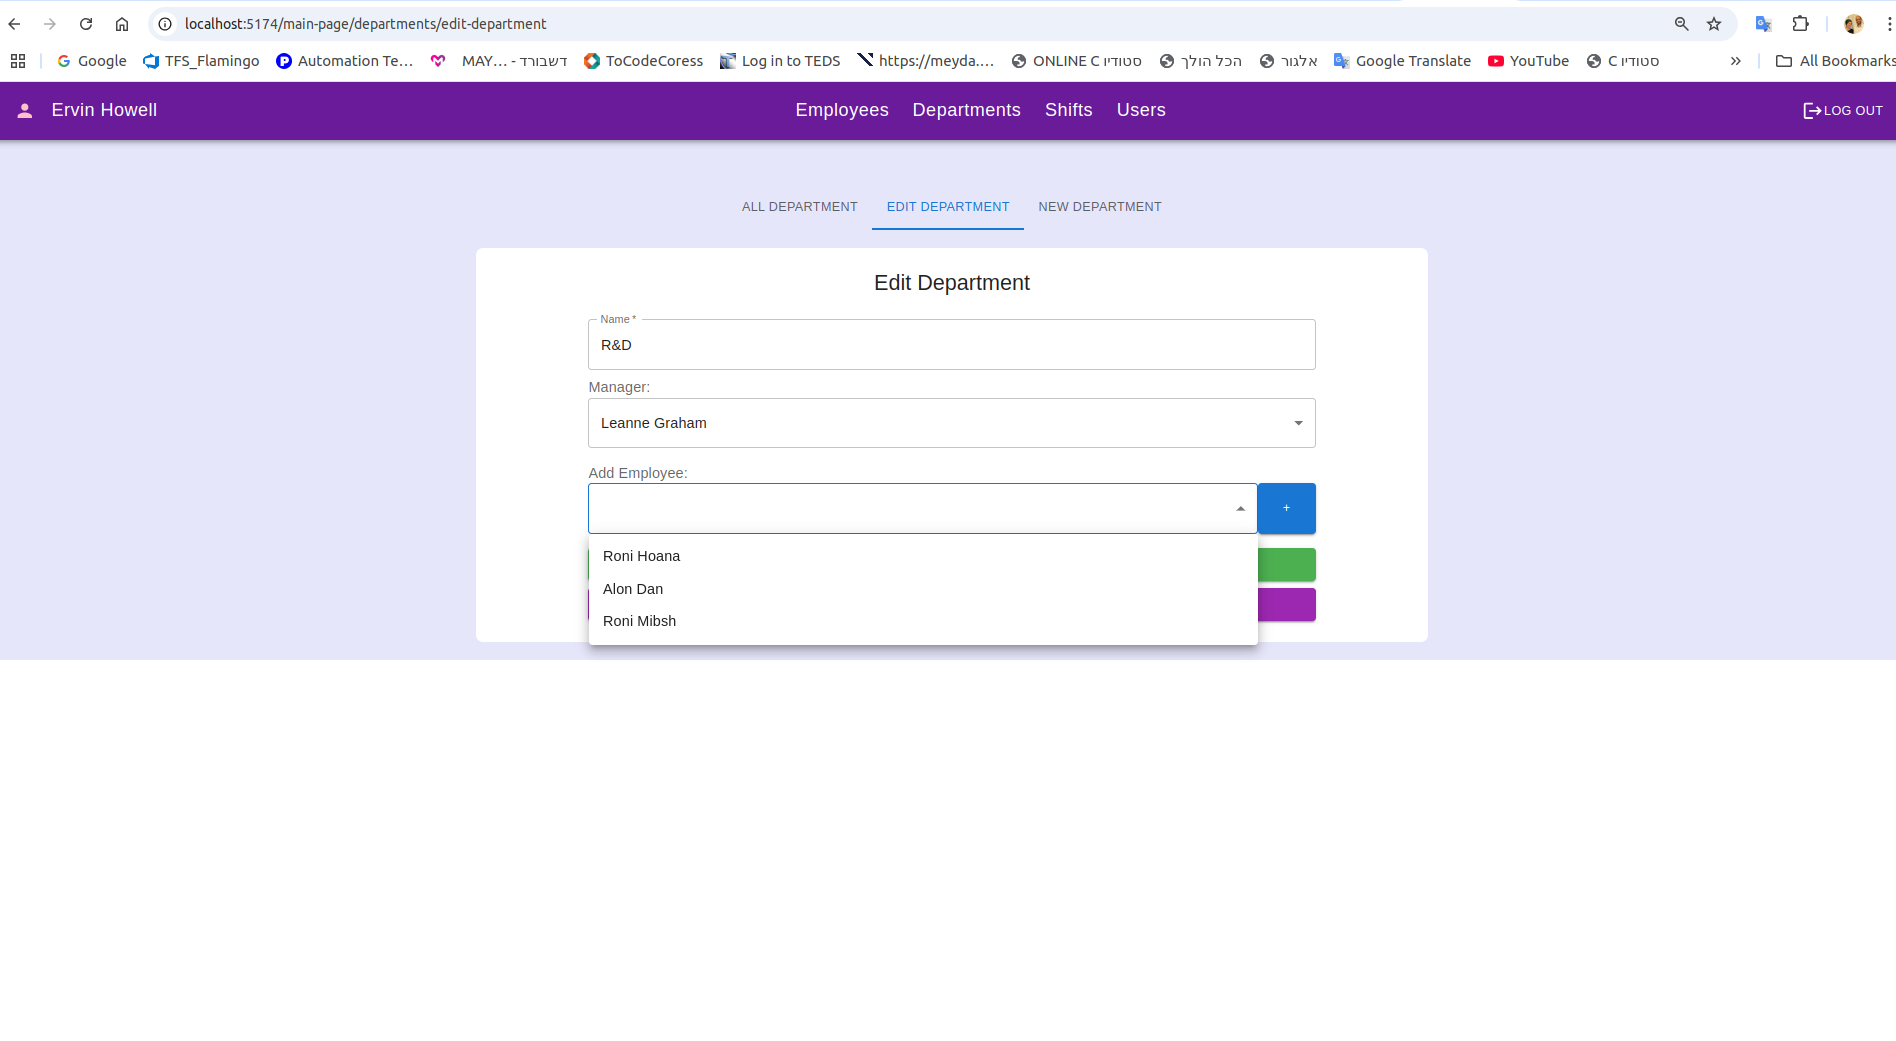 localhost:5174/main-page/departments/edit-department
Google TFS_Flamingo Automation Te... MAY... - דשבורד ToCodeCoress Log in to TEDS https://meyda.... ONLINE C סטודיו הכל הולך אלגור Google Translate YouTube C סטודיו » All Bookmarks
Ervin Howell Employees Departments Shifts Users LOG OUT
ALL DEPARTMENT EDIT DEPARTMENT NEW DEPARTMENT
Edit Department
Name *
R&D
Manager:
Leanne Graham
Add Employee:
+
Roni Hoana
Alon Dan
Roni Mibsh